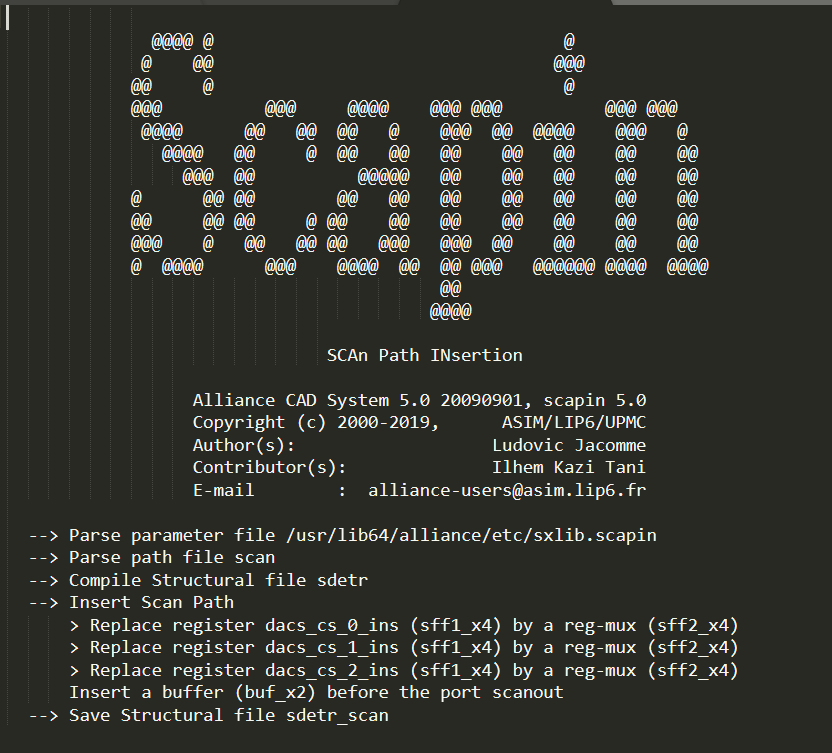 Scapin
SCAn Path INsertion
Alliance CAD System 5.0 20090901, scapin 5.0
Copyright (c) 2000-2019, ASIM/LIP6/UPMC
Author(s): Ludovic Jacomme
Contributor(s): Ilhem Kazi Tani
E-mail : alliance-users@asim.lip6.fr
--> Parse parameter file /usr/lib64/alliance/etc/sxlib.scapin
--> Parse path file scan
--> Compile Structural file sdetr
--> Insert Scan Path
> Replace register dacs_cs_0_ins (sff1_x4) by a reg-mux (sff2_x4)
> Replace register dacs_cs_1_ins (sff1_x4) by a reg-mux (sff2_x4)
> Replace register dacs_cs_2_ins (sff1_x4) by a reg-mux (sff2_x4)
Insert a buffer (buf_x2) before the port scanout
--> Save Structural file sdetr_scan